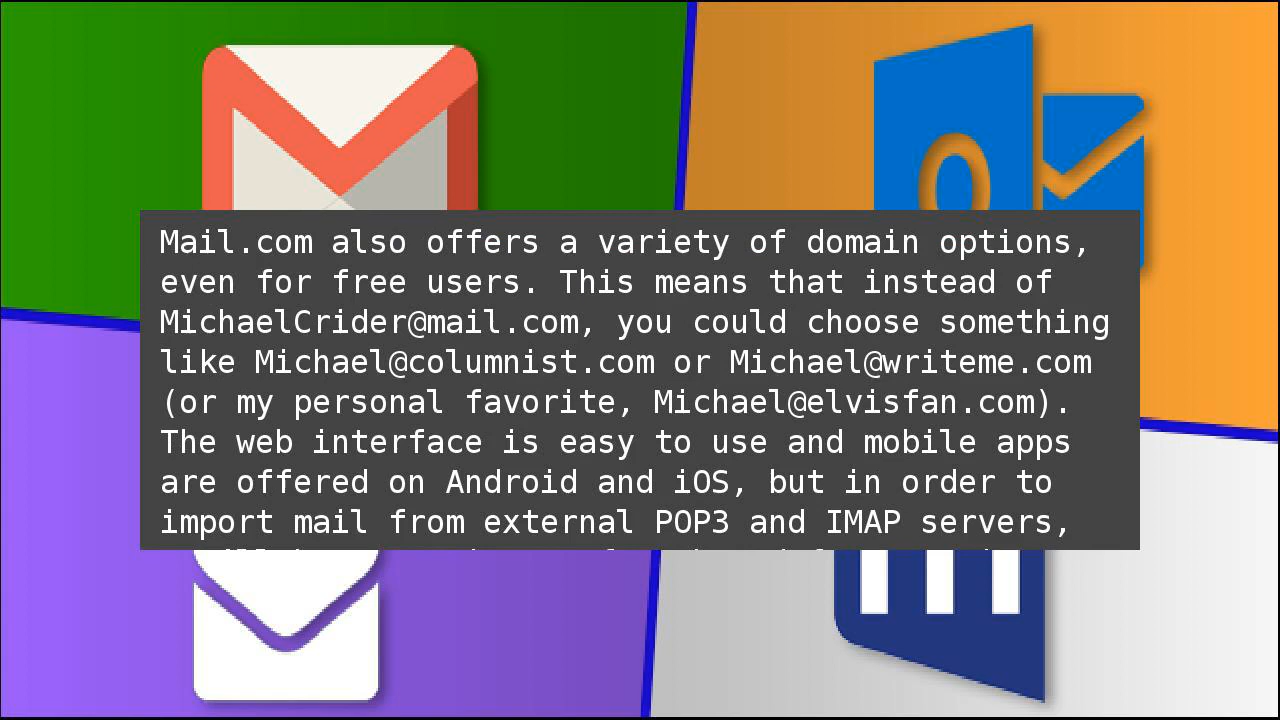 Mail.com also offers a variety of domain options,
even for free users. This means that instead of
MichaelCrider@mail.com, you could choose something
like Michael@columnist.com or Michael@writeme.com
(or my personal favorite, Michael@elvisfan.com).
The web interface is easy to use and mobile apps
are offered on Android and iOS, but in order to
import mail from external POP3 and IMAP servers,